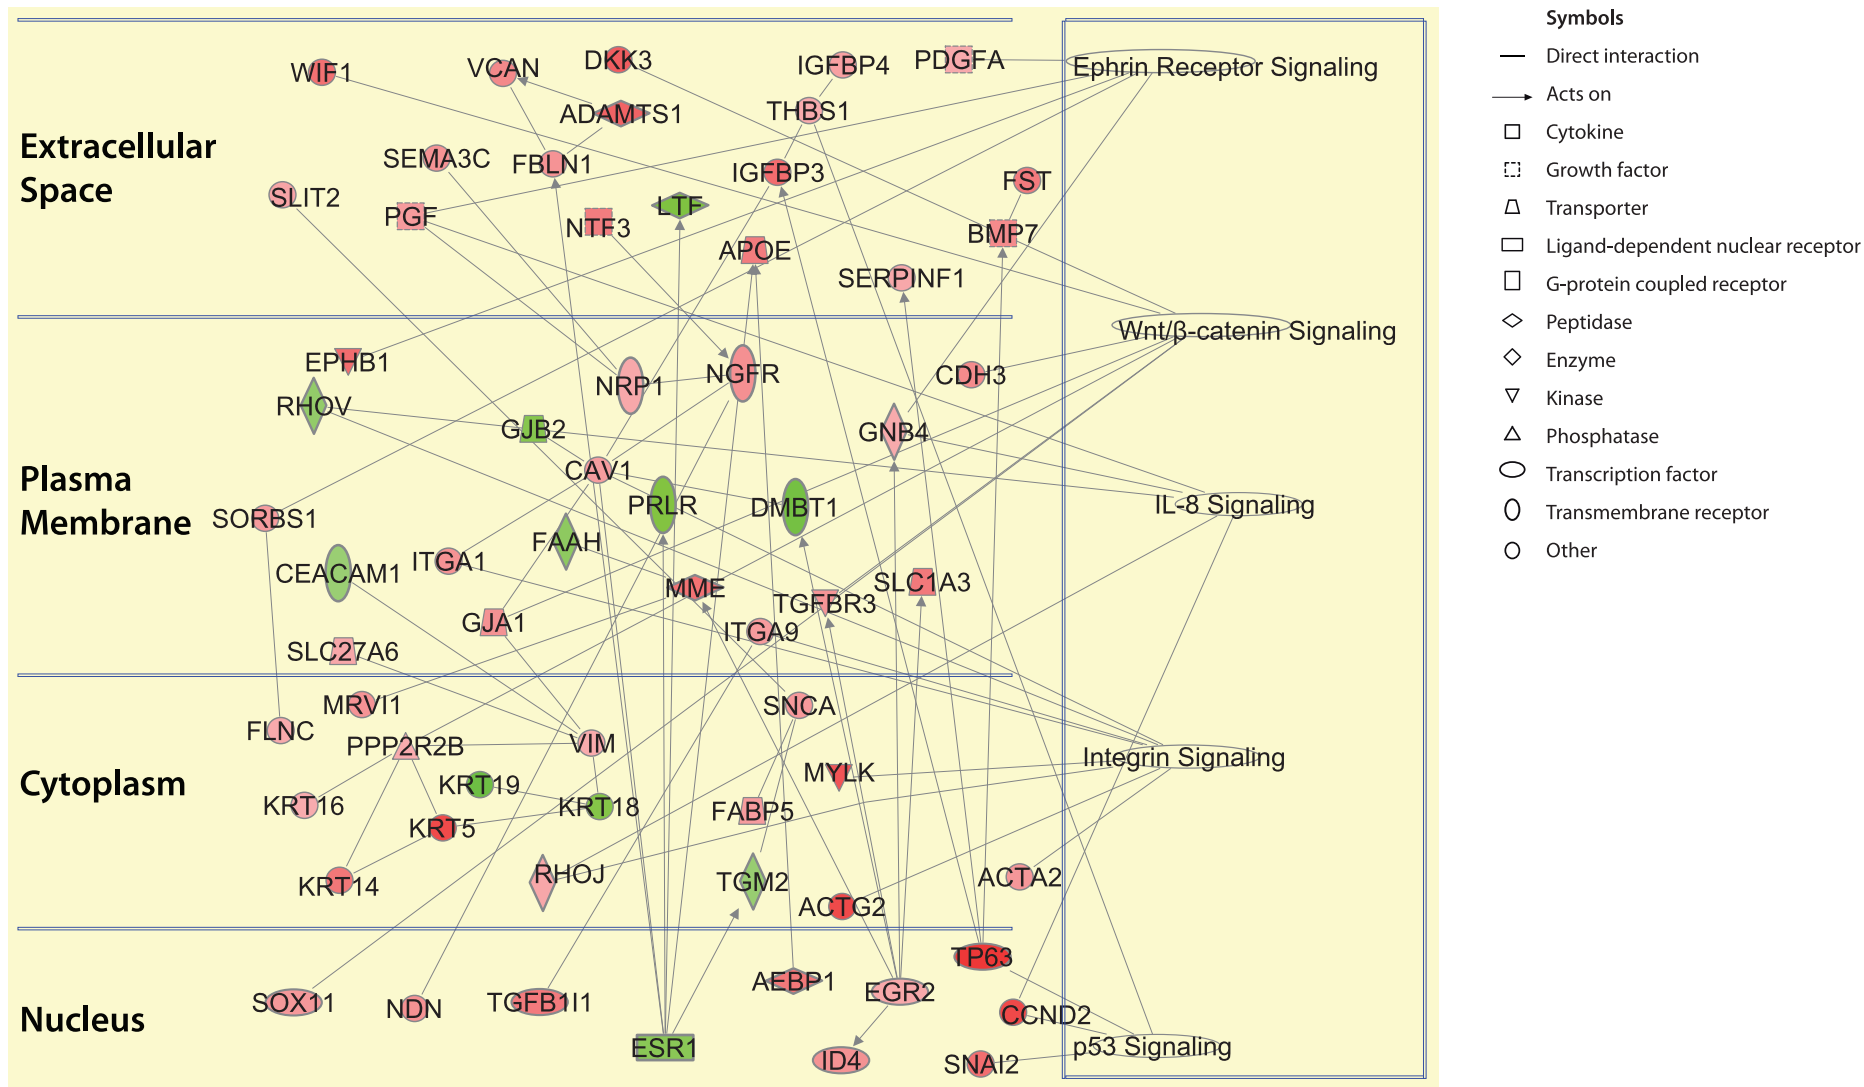 Extracellular
Space
WIF1
VCAN
DKK3
IGFBP4
PDGFA
ADAMTS1
THBS1
SEMA3C
FBLN1
IGFBP3
FST
SLIT2
PGF
NTF3
LTF
BMP7
APOE
SERPINF1
Plasma
Membrane
EPHB1
RHOV
NRP1
NGFR
CDH3
GJB2
GNB4
CAV1
SORBS1
PRLR
DMBT1
FAAH
CEACAM1
ITGA1
MME
SLC1A3
TGFBR3
GJA1
ITGA9
SLC27A6
Cytoplasm
MRVI1
SNCA
FLNC
PPP2R2B
VIM
KRT19
MYLK
KRT16
KRT18
FABP5
KRT5
KRT14
RHOJ
TGM2
ACTA2
ACTG2
Nucleus
TP63
AEBP1
EGR2
SOX11
NDN
TGFB1I1
CCND2
ESR1
ID4
SNAI2
Ephrin Receptor Signaling
Wnt/β-catenin Signaling
IL-8 Signaling
Integrin Signaling
p53 Signaling
Symbols
Direct interaction
Acts on
Cytokine
Growth factor
Transporter
Ligand-dependent nuclear receptor
G-protein coupled receptor
Peptidase
Enzyme
Kinase
Phosphatase
Transcription factor
Transmembrane receptor
Other